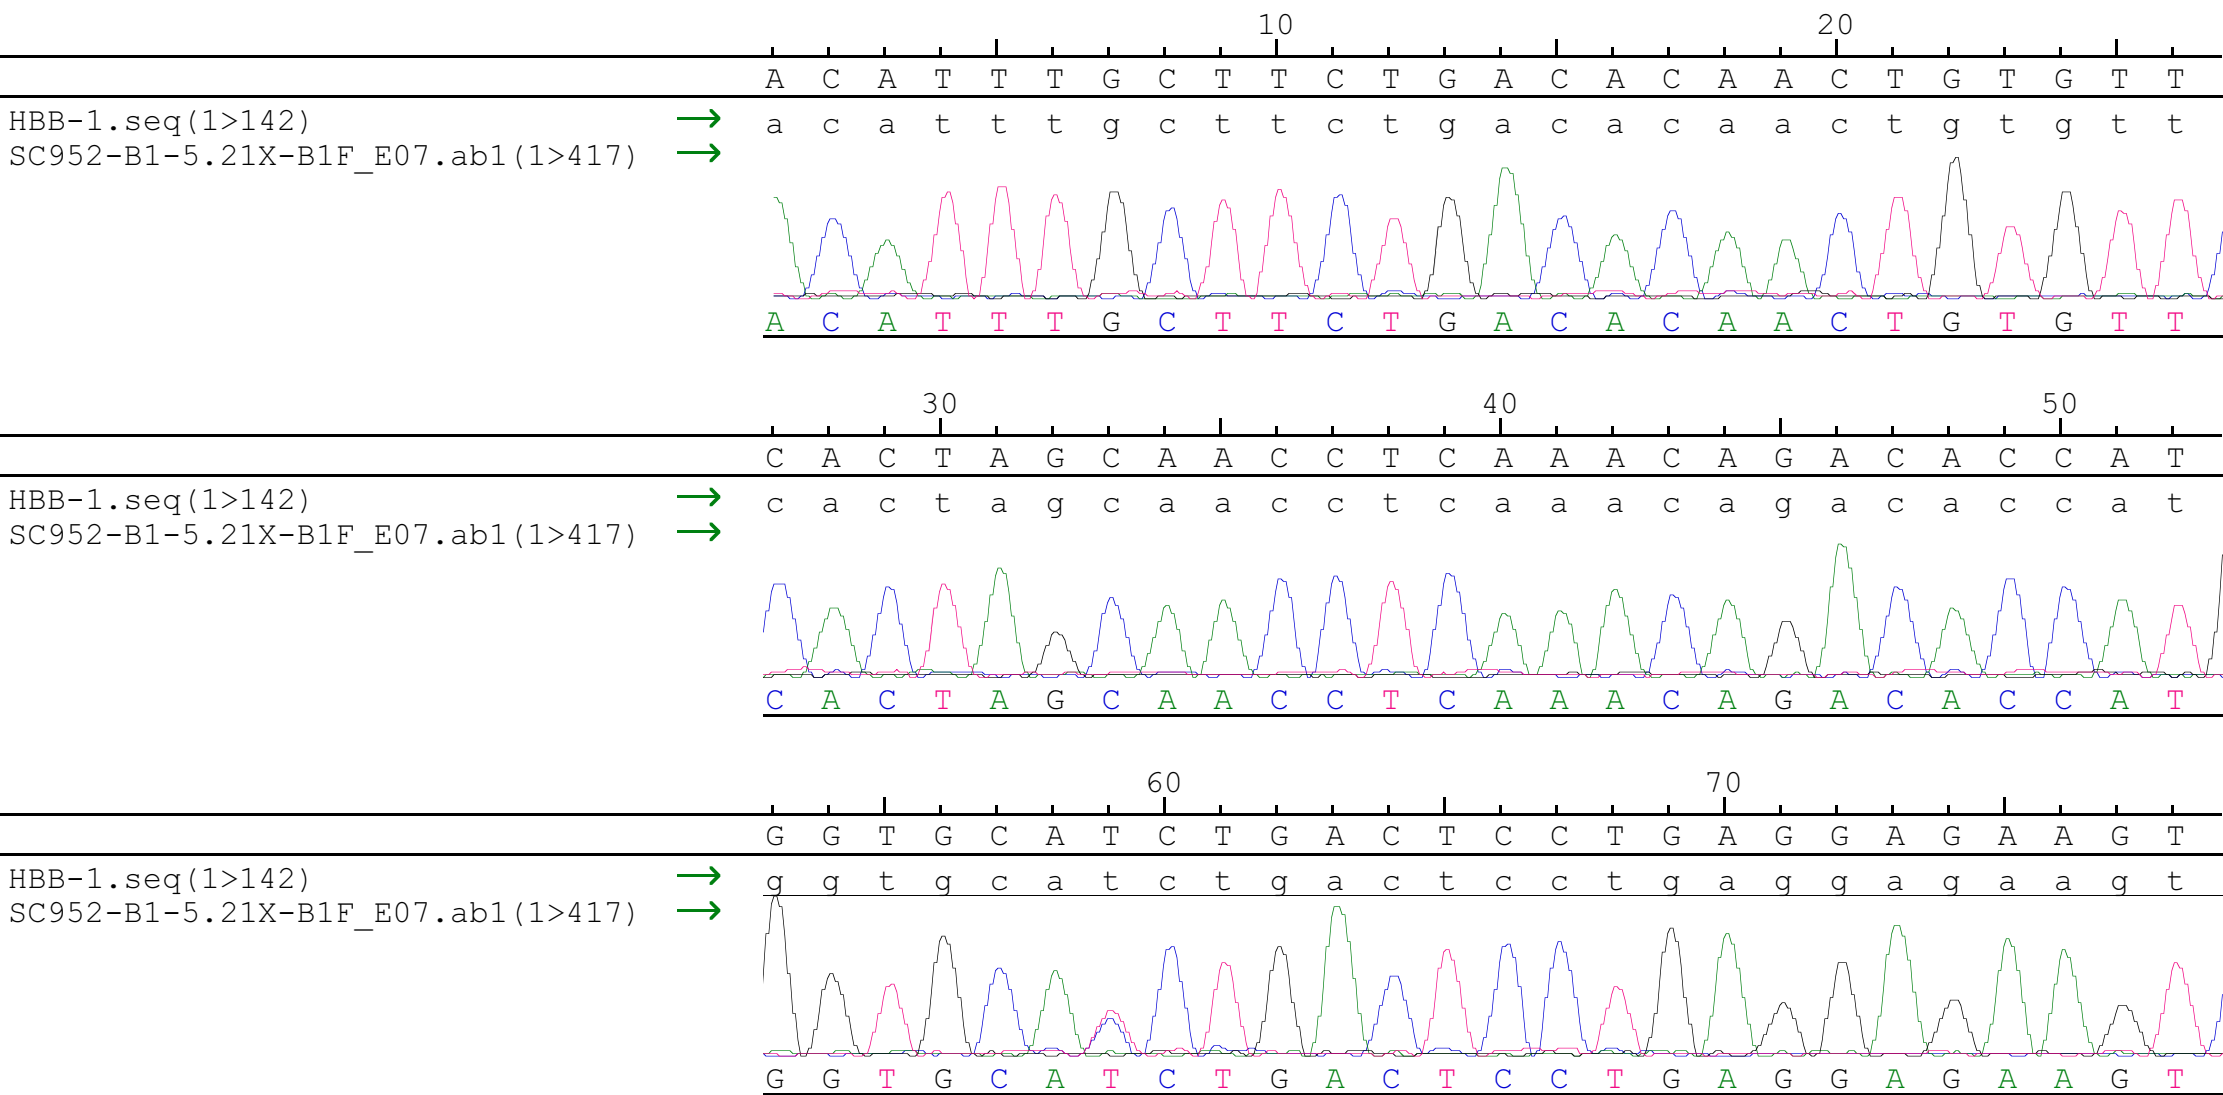 10 20
A C A T T T G C T T C T G A C A C A A C T G T G T T
HBB-1.seq(1>142) → a c a t t t g c t t c t g a c a c a a c t g t g t t
SC952-B1-5.21X-B1F_E07.ab1(1>417) →
A C A T T T G C T T C T G A C A C A A C T G T G T T
30 40 50
C A C T A G C A A C C T C A A A C A G A C A C C A T
HBB-1.seq(1>142) → c a c t a g c a a c c t c a a a c a g a c a c c a t
SC952-B1-5.21X-B1F_E07.ab1(1>417) →
C A C T A G C A A C C T C A A A C A G A C A C C A T
60 70
G G T G C A T C T G A C T C C T G A G G A G A A G T
HBB-1.seq(1>142) → g g t g c a t c t g a c t c c t g a g g a g a a g t
SC952-B1-5.21X-B1F_E07.ab1(1>417) →
G G T G C A T C T G A C T C C T G A G G A G A A G T